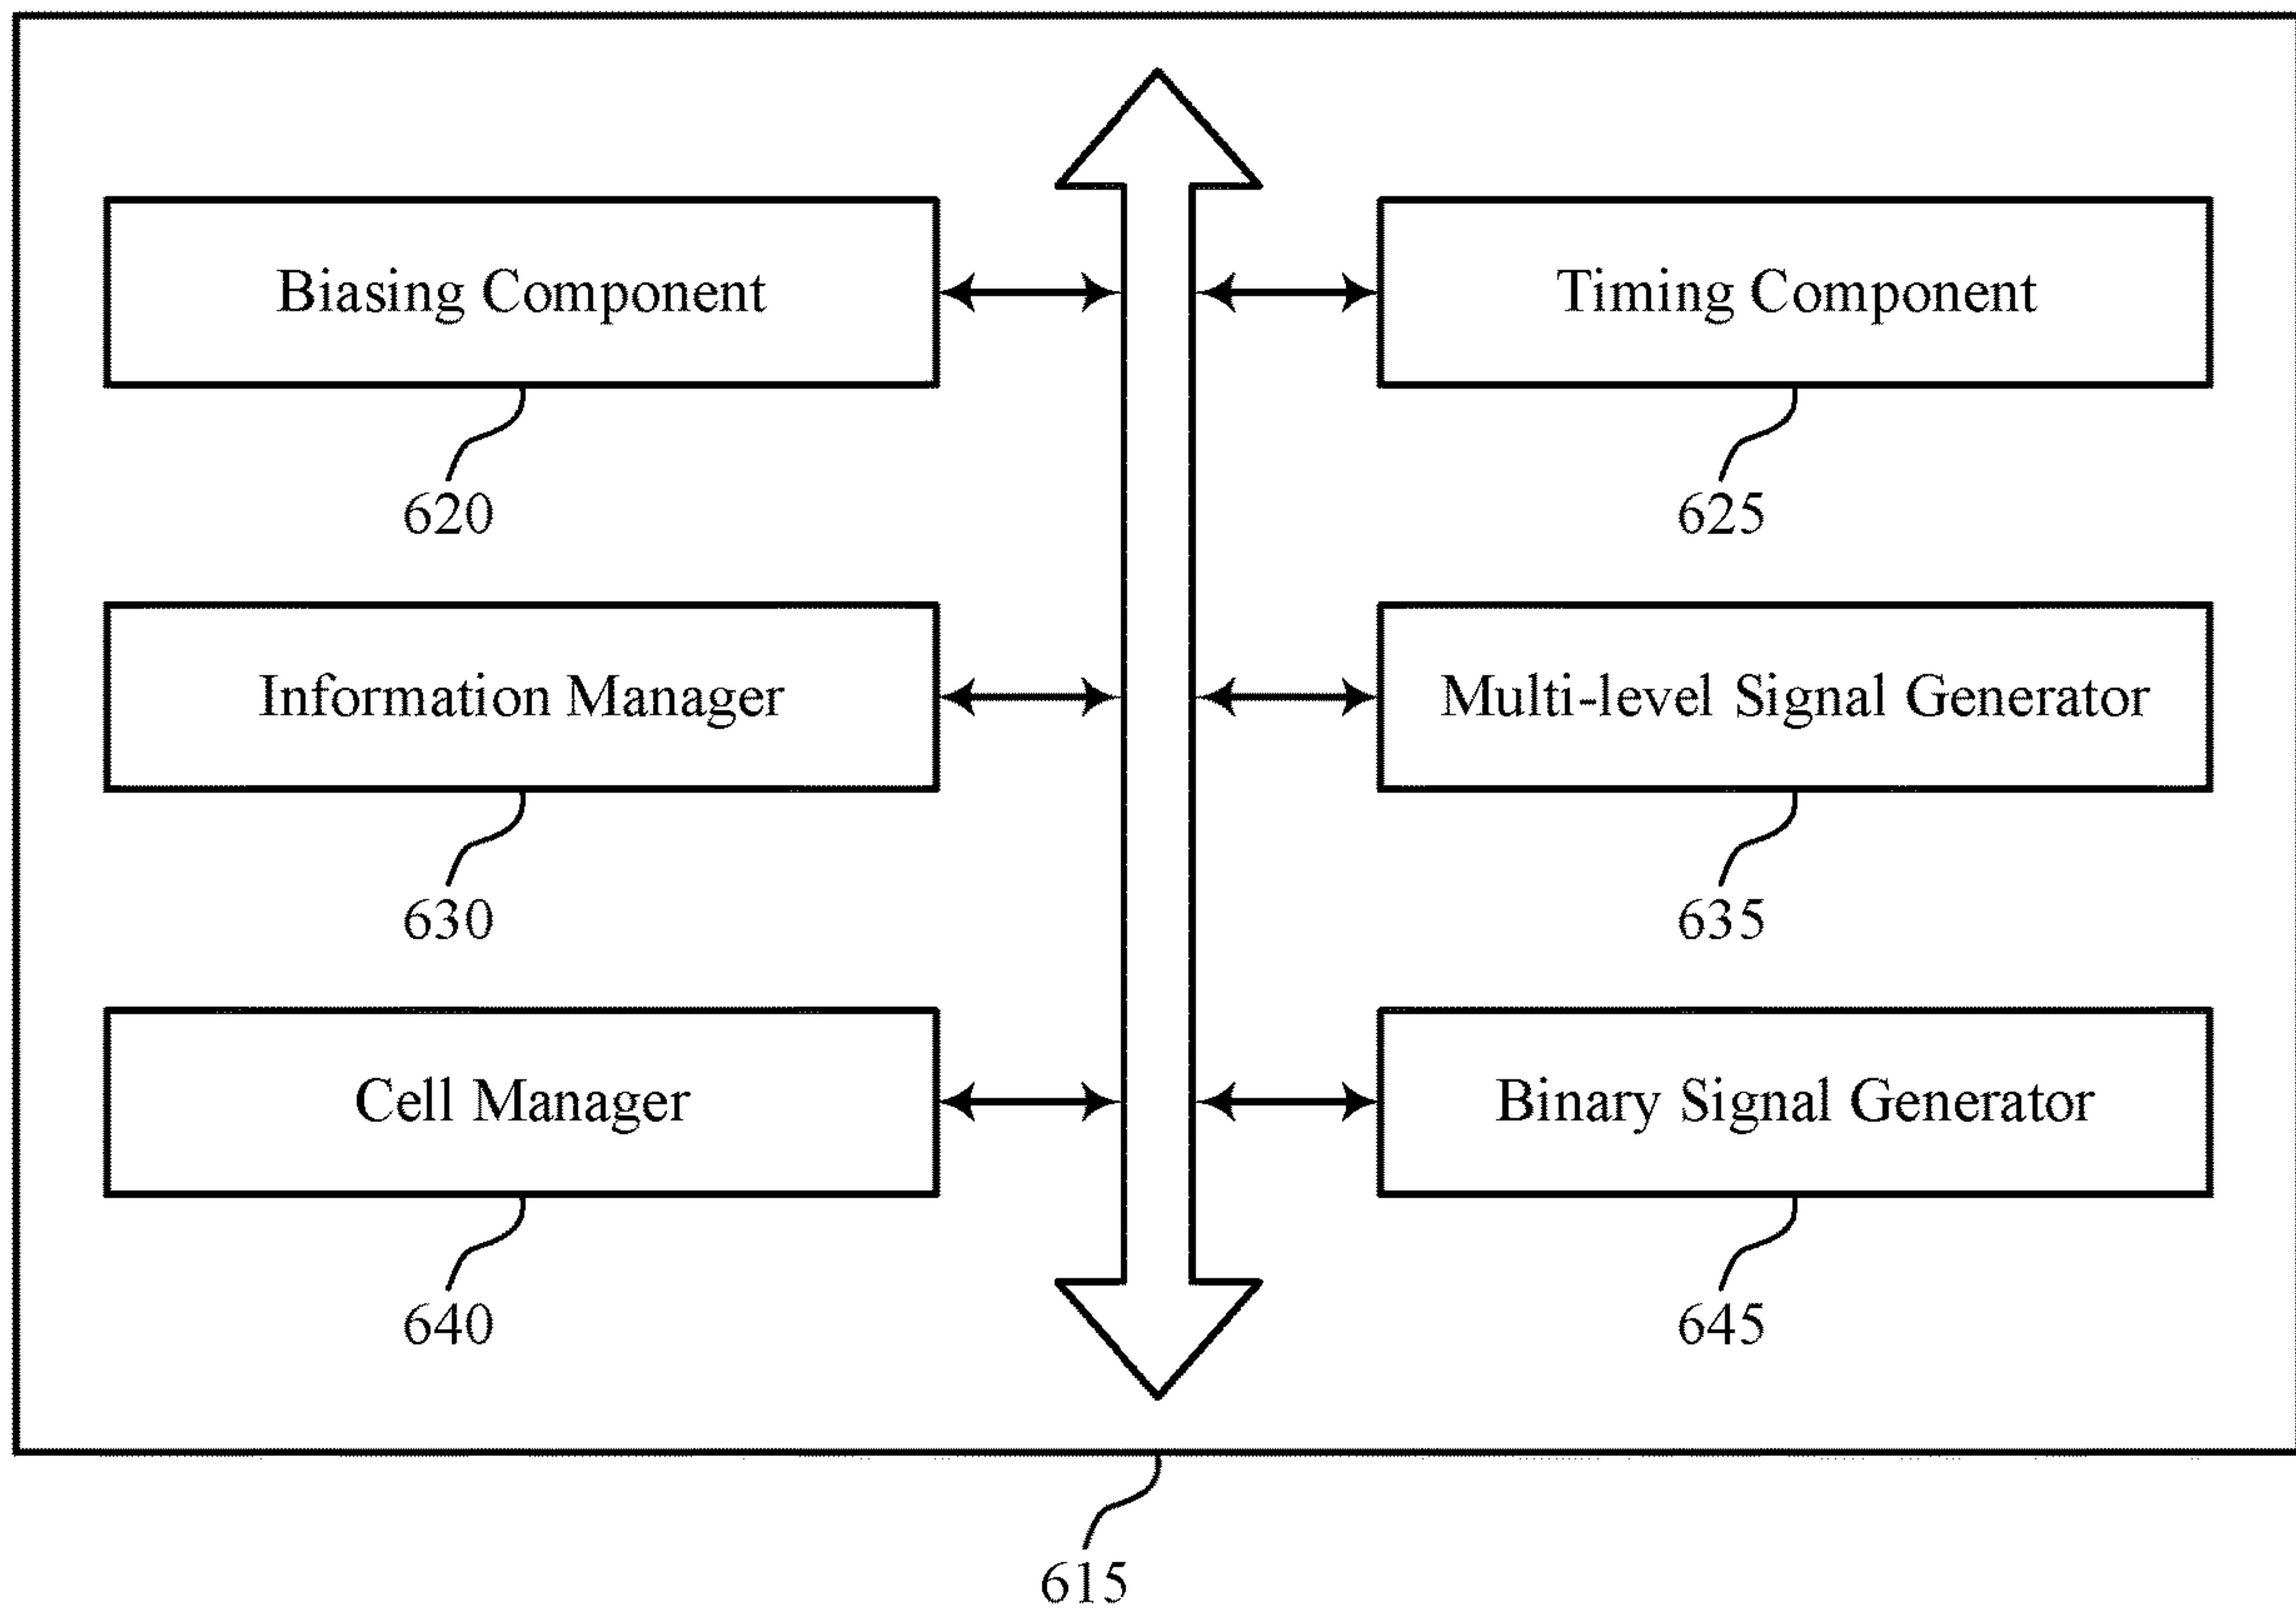 Biasing Component
Timing Component
620
625
Information Manager
Multi-level Signal Generator
630
635
Cell Manager
Binary Signal Generator
640
645
615